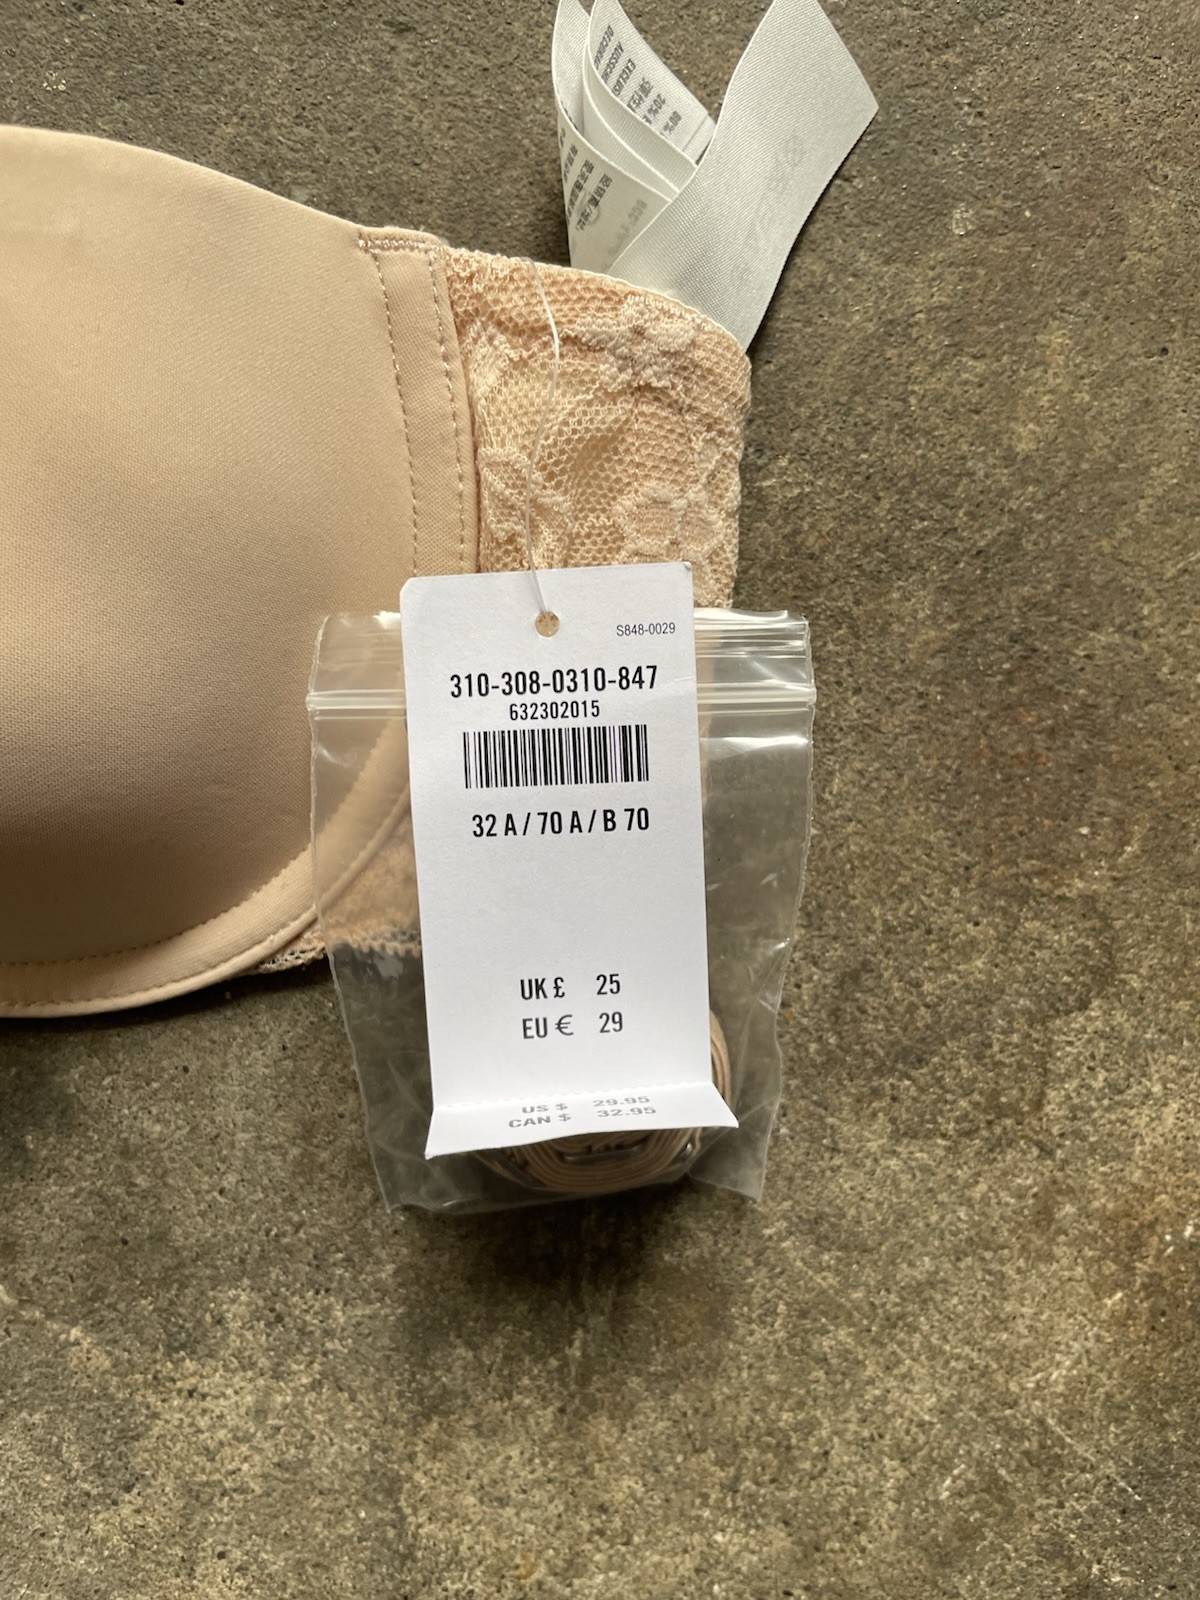 S848-0029
310-308-0310-847
632302015
32 A / 70 A / B 70
UK £ 25
EU € 29
US $ 29.95
CAN $ 32.95